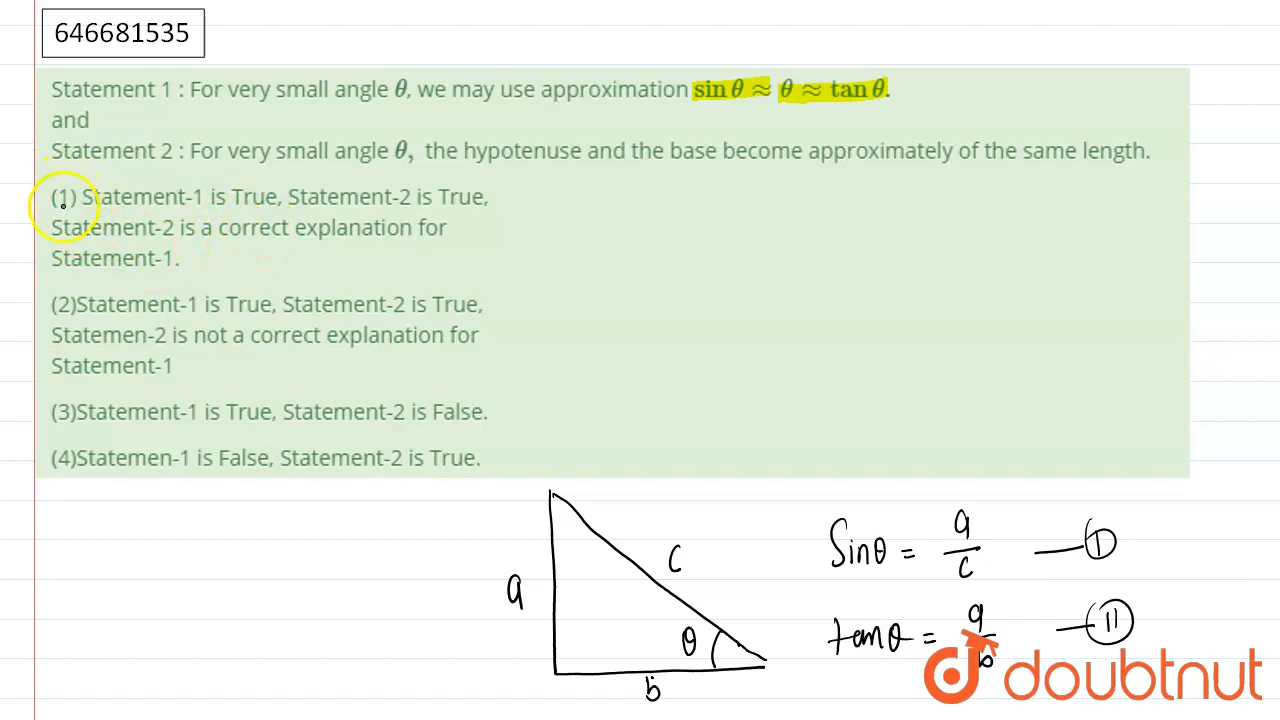 646681535
Statement 1 : For very small angle θ, we may use approximation sin θ ≈ θ ≈ tan θ.
and
Statement 2 : For very small angle θ, the hypotenuse and the base become approximately of the same length.
(1) Statement-1 is True, Statement-2 is True,
Statement-2 is a correct explanation for
Statement-1.
(2)Statement-1 is True, Statement-2 is True,
Statemen-2 is not a correct explanation for
Statement-1
(3)Statement-1 is True, Statement-2 is False.
(4)Statemen-1 is False, Statement-2 is True.
a
c
θ
b
Sinθ = a/c — I
tanθ = a/b — II
doubtnut